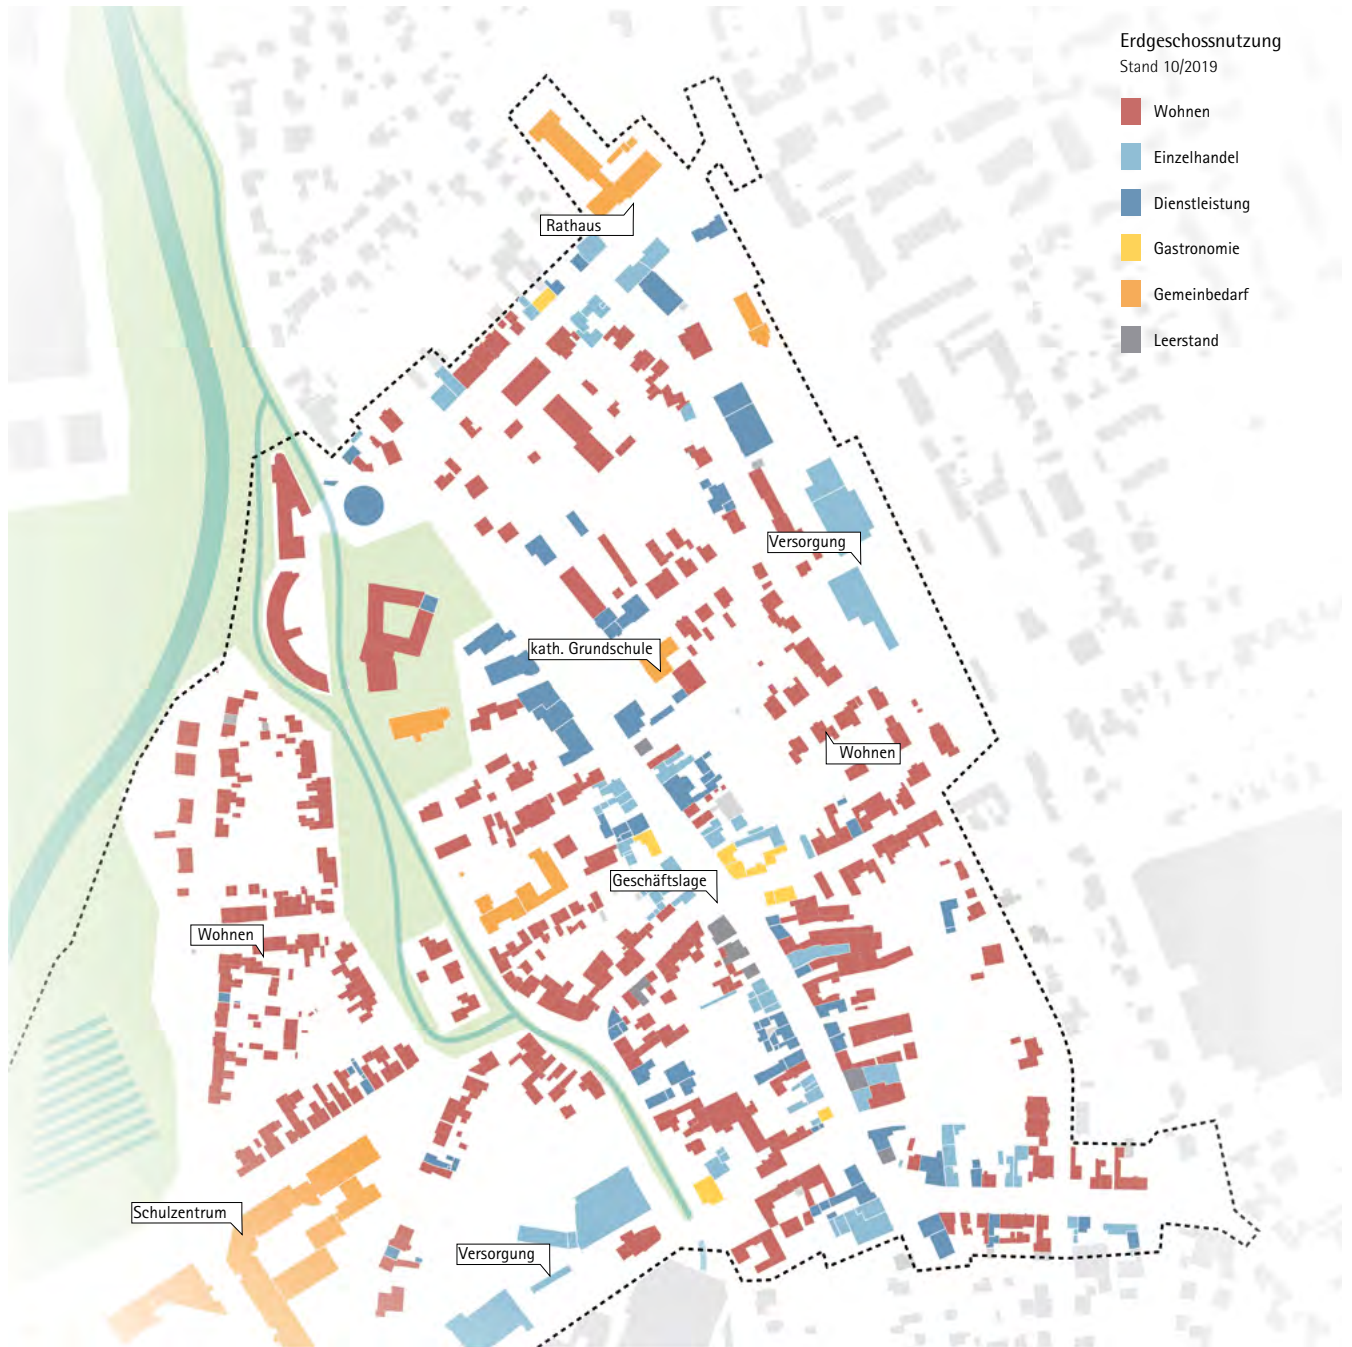 Erdgeschossnutzung
Stand 10/2019
Wohnen
Einzelhandel
Dienstleistung
Gastronomie
Gemeinbedarf
Leerstand
Rathaus
Versorgung
kath. Grundschule
Wohnen
Geschäftslage
Wohnen
Schulzentrum
Versorgung